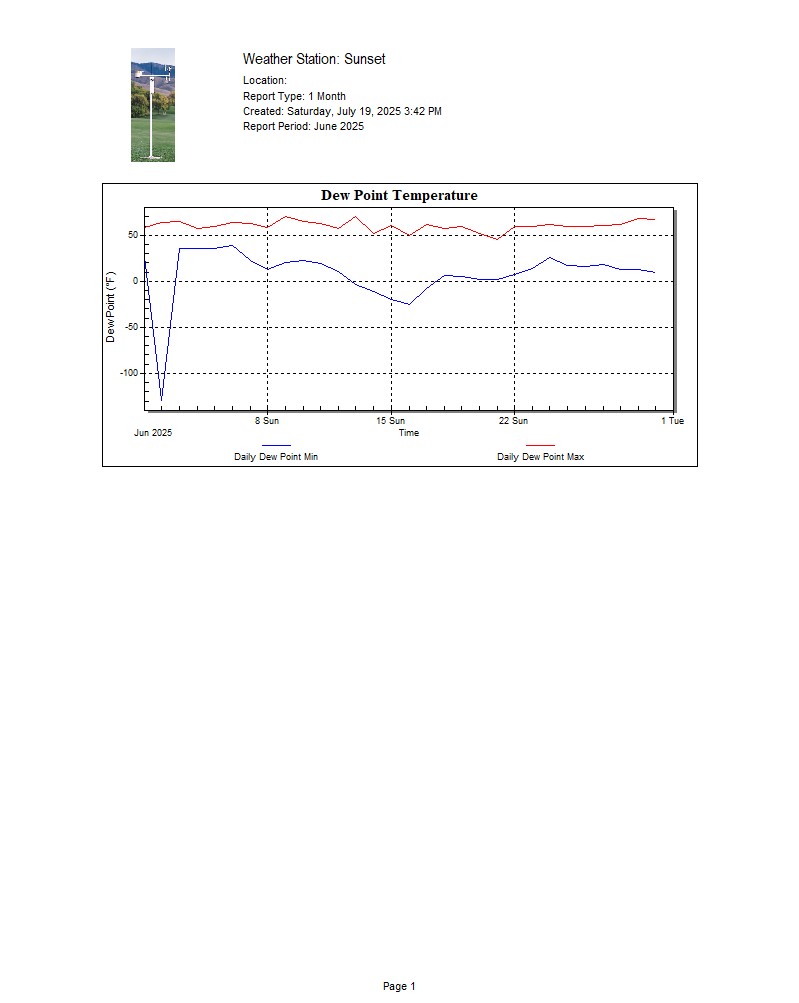 Weather Station: Sunset
Location:
Report Type: 1 Month
Created: Saturday, July 19, 2025 3:42 PM
Report Period: June 2025
Dew Point Temperature
50
0
-50
-100
Dew Point (°F)
8 Sun 15 Sun 22 Sun 1 Tue
Jun 2025 Time
Daily Dew Point Min Daily Dew Point Max
Page 1